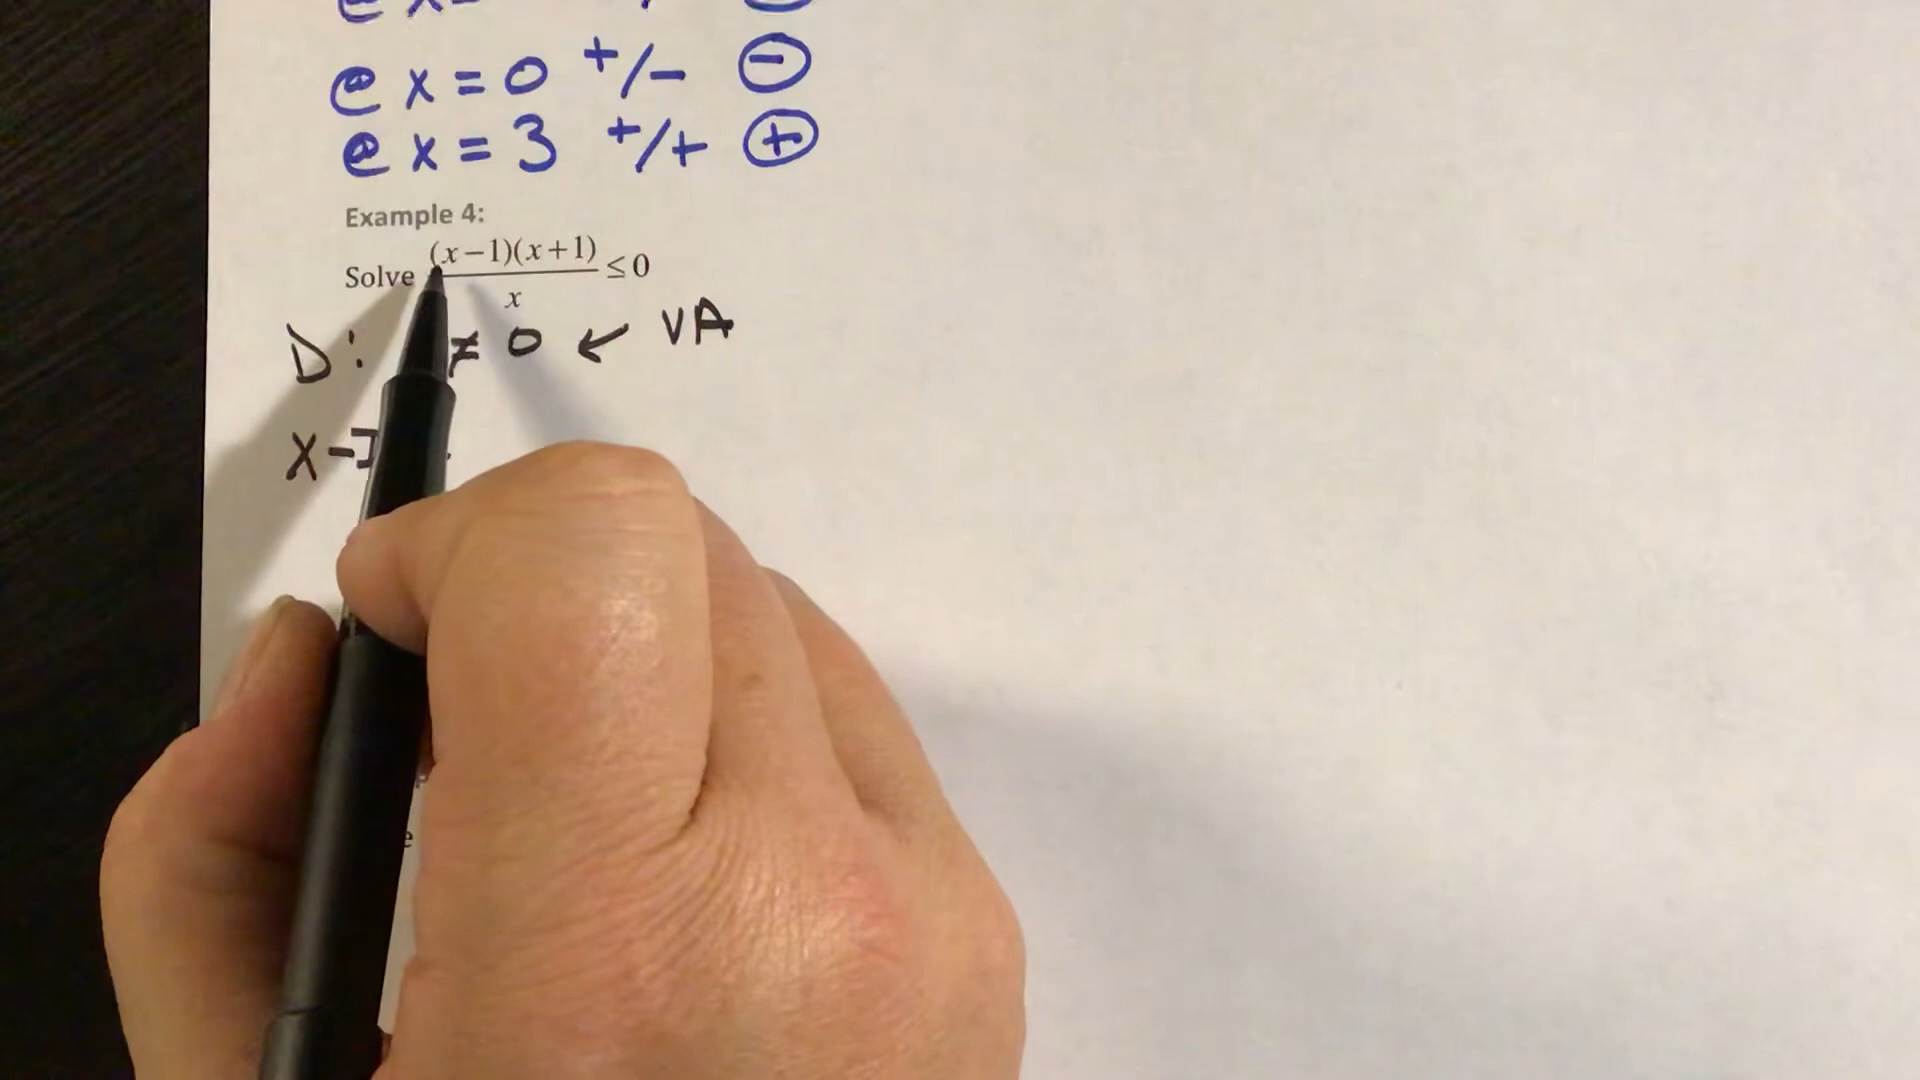 @ x = 0 +/- -
@ x = 3 +/+ +
Example 4:
Solve (x−1)(x+1)/x ≤ 0
D: ≠ 0 ← VA
x-I